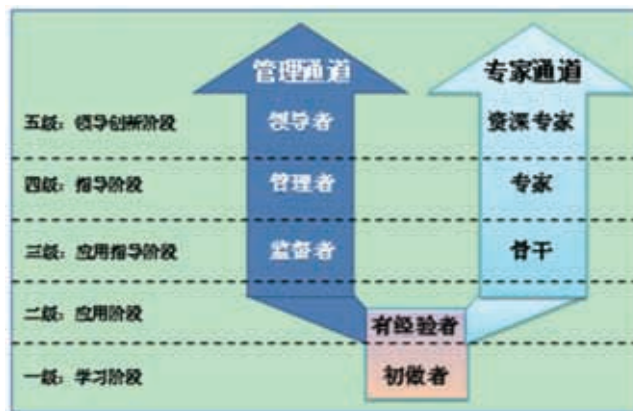 管理通道 专家通道
五级：领导创新阶段 领导者 资深专家
四级：指导阶段 管理者 专家
三级：应用指导阶段 监督者 骨干
二级：应用阶段 有经验者
一级：学习阶段 初做者